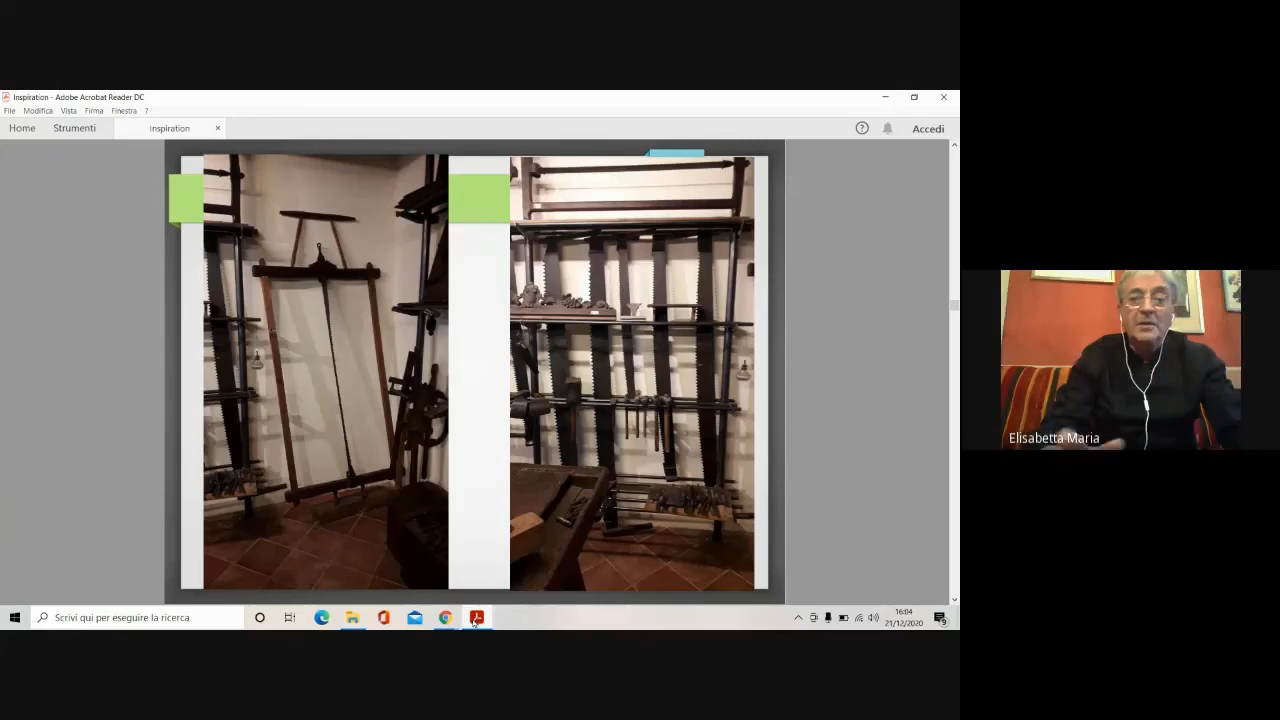 Inspiration - Adobe Acrobat Reader DC
File Modifica Vista Firma Finestra ?
Home Strumenti Inspiration × Accedi
Elisabetta Maria
Scrivi qui per eseguire la ricerca
16:04
21/12/2020
9